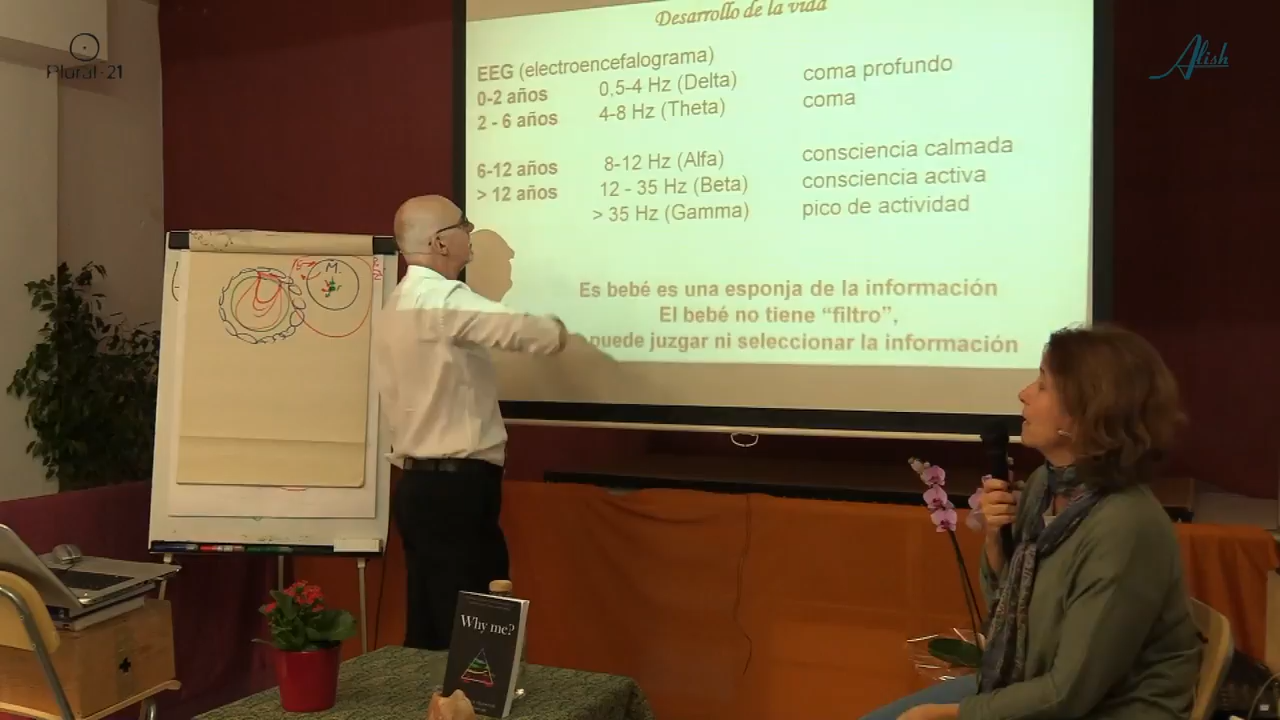 Desarrollo de la vida
Plural-21
Alish
EEG (electroencefalograma)
0-2 años 0,5-4 Hz (Delta) coma profundo
2 - 6 años 4-8 Hz (Theta) coma
6-12 años 8-12 Hz (Alfa) consciencia calmada
> 12 años 12 - 35 Hz (Beta) consciencia activa
> 35 Hz (Gamma) pico de actividad
Es bebé es una esponja de la información
El bebé no tiene “filtro”,
puede juzgar ni seleccionar la información
M.
Why me?